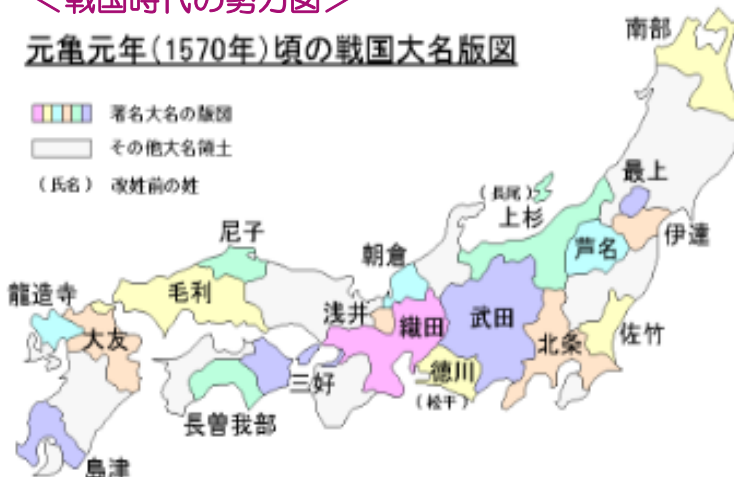 ＜戦国時代の勢力図＞
元亀元年(1570年)頃の戦国大名版図
著名大名の版図
その他大名領土
(氏名) 改姓前の姓
南部
最上
(長尾)
上杉
伊達
芦名
尼子
朝倉
龍造寺
毛利
浅井
織田
武田
大友
北条
佐竹
徳川
三好
(松平)
長曽我部
島津